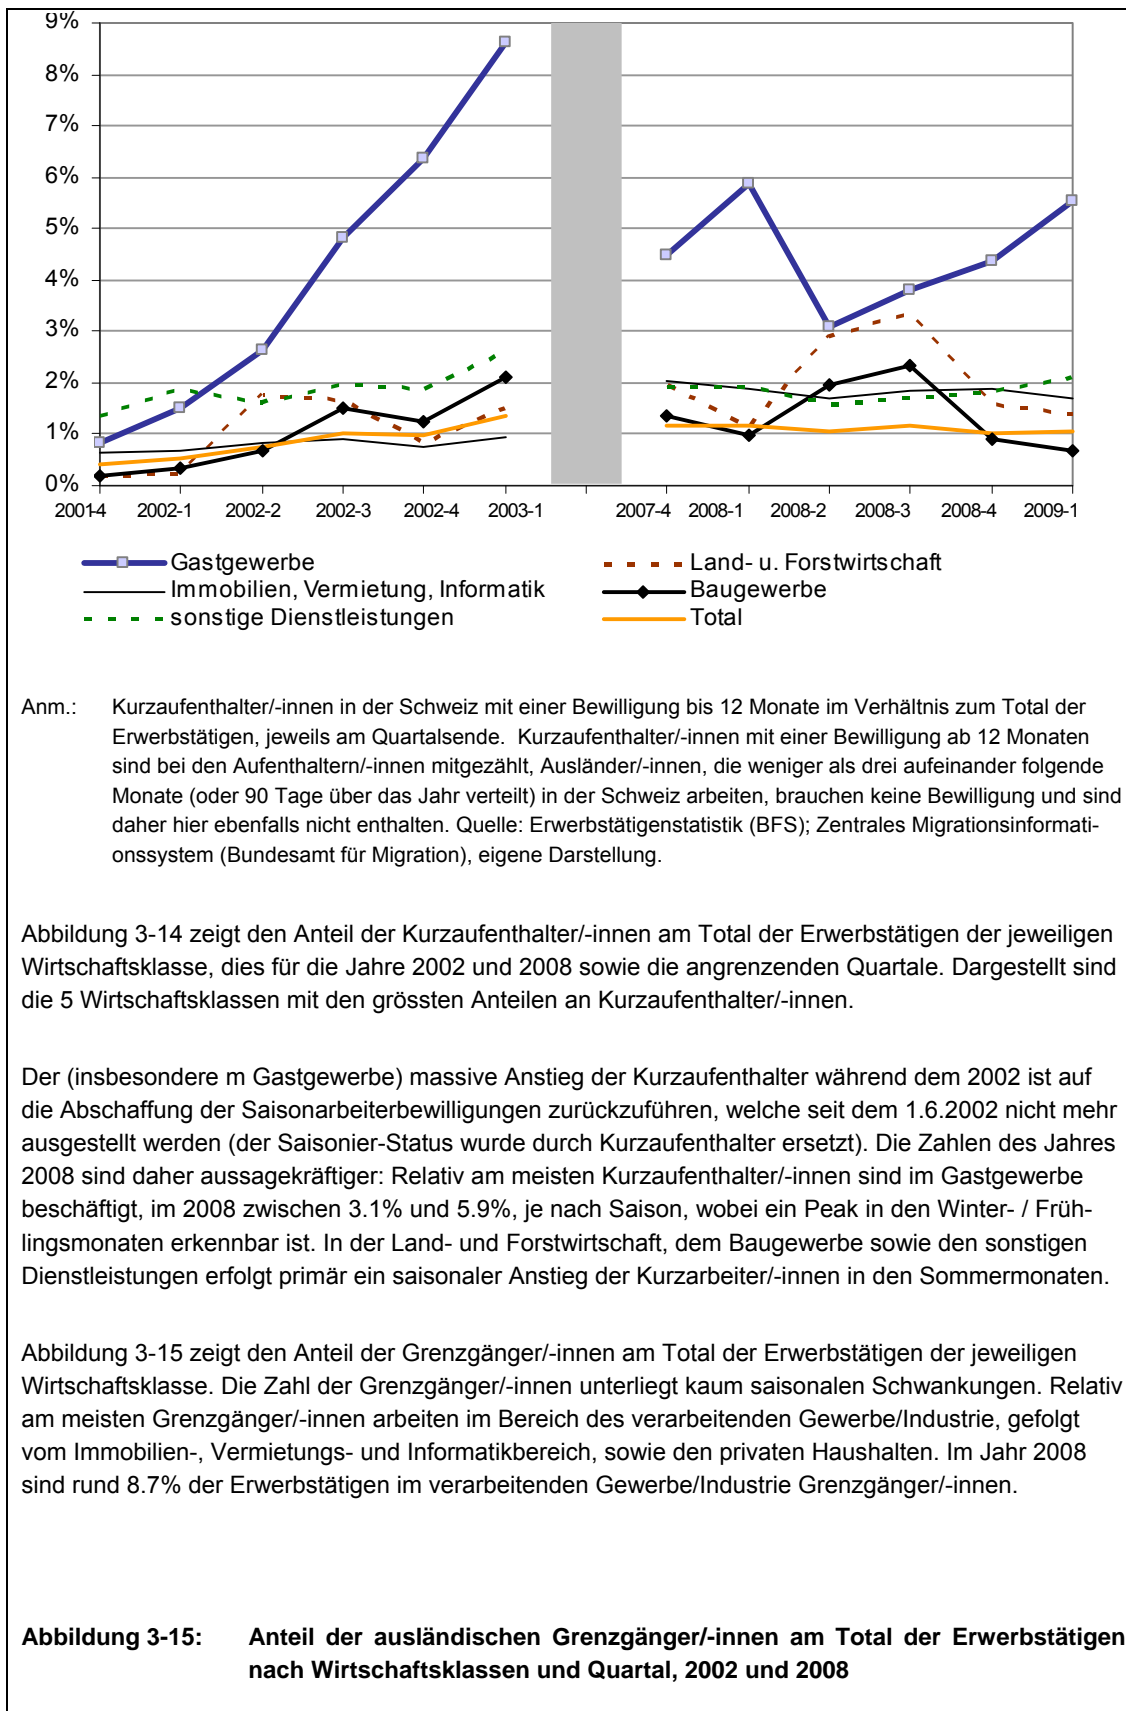 9%
8%
7%
6%
5%
4%
3%
2%
1%
0%
2001-4 2002-1 2002-2 2002-3 2002-4 2003-1 2007-4 2008-1 2008-2 2008-3 2008-4 2009-1
Gastgewerbe Land- u. Forstwirtschaft
Immobilien, Vermietung, Informatik Baugewerbe
sonstige Dienstleistungen Total
Anm.: Kurzaufenthalter/-innen in der Schweiz mit einer Bewilligung bis 12 Monate im Verhältnis zum Total der
Erwerbstätigen, jeweils am Quartalsende. Kurzaufenthalter/-innen mit einer Bewilligung ab 12 Monaten
sind bei den Aufenthaltern/-innen mitgezählt, Ausländer/-innen, die weniger als drei aufeinander folgende
Monate (oder 90 Tage über das Jahr verteilt) in der Schweiz arbeiten, brauchen keine Bewilligung und sind
daher hier ebenfalls nicht enthalten. Quelle: Erwerbstätigenstatistik (BFS); Zentrales Migrationsinformati-
onssystem (Bundesamt für Migration), eigene Darstellung.
Abbildung 3-14 zeigt den Anteil der Kurzaufenthalter/-innen am Total der Erwerbstätigen der jeweiligen
Wirtschaftsklasse, dies für die Jahre 2002 und 2008 sowie die angrenzenden Quartale. Dargestellt sind
die 5 Wirtschaftsklassen mit den grössten Anteilen an Kurzaufenthalter/-innen.
Der (insbesondere m Gastgewerbe) massive Anstieg der Kurzaufenthalter während dem 2002 ist auf
die Abschaffung der Saisonarbeiterbewilligungen zurückzuführen, welche seit dem 1.6.2002 nicht mehr
ausgestellt werden (der Saisonier-Status wurde durch Kurzaufenthalter ersetzt). Die Zahlen des Jahres
2008 sind daher aussagekräftiger: Relativ am meisten Kurzaufenthalter/-innen sind im Gastgewerbe
beschäftigt, im 2008 zwischen 3.1% und 5.9%, je nach Saison, wobei ein Peak in den Winter- / Früh-
lingsmonaten erkennbar ist. In der Land- und Forstwirtschaft, dem Baugewerbe sowie den sonstigen
Dienstleistungen erfolgt primär ein saisonaler Anstieg der Kurzarbeiter/-innen in den Sommermonaten.
Abbildung 3-15 zeigt den Anteil der Grenzgänger/-innen am Total der Erwerbstätigen der jeweiligen
Wirtschaftsklasse. Die Zahl der Grenzgänger/-innen unterliegt kaum saisonalen Schwankungen. Relativ
am meisten Grenzgänger/-innen arbeiten im Bereich des verarbeitenden Gewerbe/Industrie, gefolgt
vom Immobilien-, Vermietungs- und Informatikbereich, sowie den privaten Haushalten. Im Jahr 2008
sind rund 8.7% der Erwerbstätigen im verarbeitenden Gewerbe/Industrie Grenzgänger/-innen.
Abbildung 3-15: Anteil der ausländischen Grenzgänger/-innen am Total der Erwerbstätigen
nach Wirtschaftsklassen und Quartal, 2002 und 2008